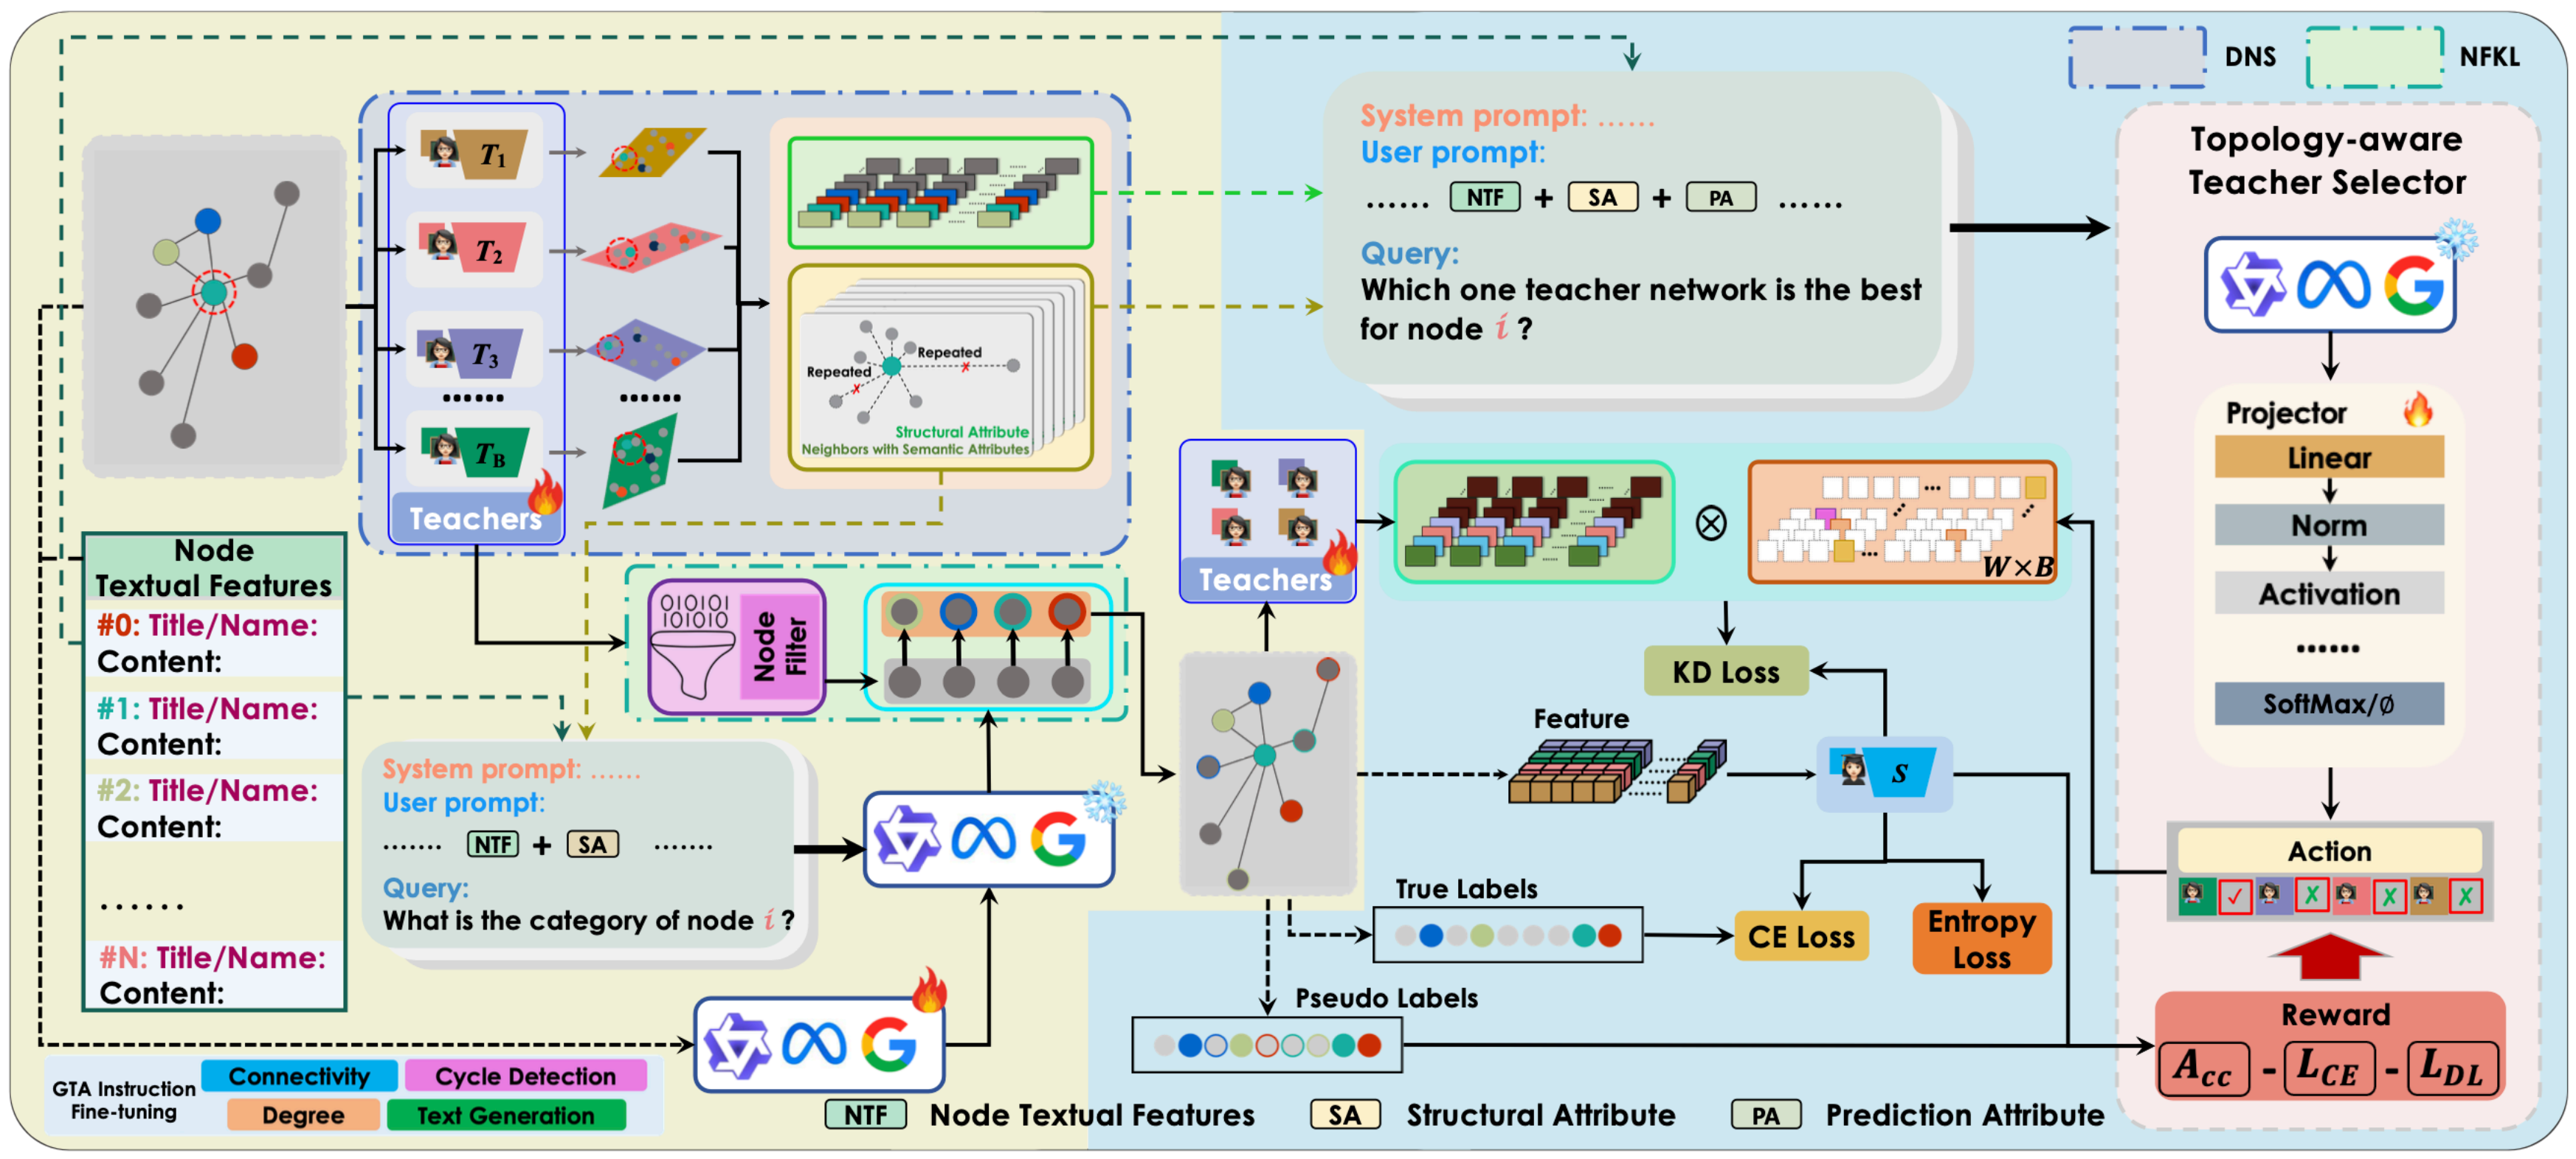 DNS
NFKL
T1
T2
T3
......
......
TB
Teachers
Repeated
Repeated
Structural Attribute
Neighbors with Semantic Attributes
System prompt: ......
User prompt:
...... NTF + SA + PA ......
Query:
Which one teacher network is the best
for node i ?
Topology-aware
Teacher Selector
Projector
Linear
Norm
Activation
......
SoftMax/∅
Action
✓ ✗ ✗ ✗
Reward
Acc - LCE - LDL
Node
Textual Features
#0: Title/Name:
Content:
#1: Title/Name:
Content:
#2: Title/Name:
Content:
......
#N: Title/Name:
Content:
010101
101010
Node
Filter
System prompt: ......
User prompt:
....... NTF + SA .......
Query:
What is the category of node i ?
Teachers
⊗
W×B
KD Loss
Feature
S
True Labels
CE Loss
Entropy
Loss
Pseudo Labels
GTA Instruction
Fine-tuning
Connectivity
Cycle Detection
Degree
Text Generation
NTF Node Textual Features
SA Structural Attribute
PA Prediction Attribute